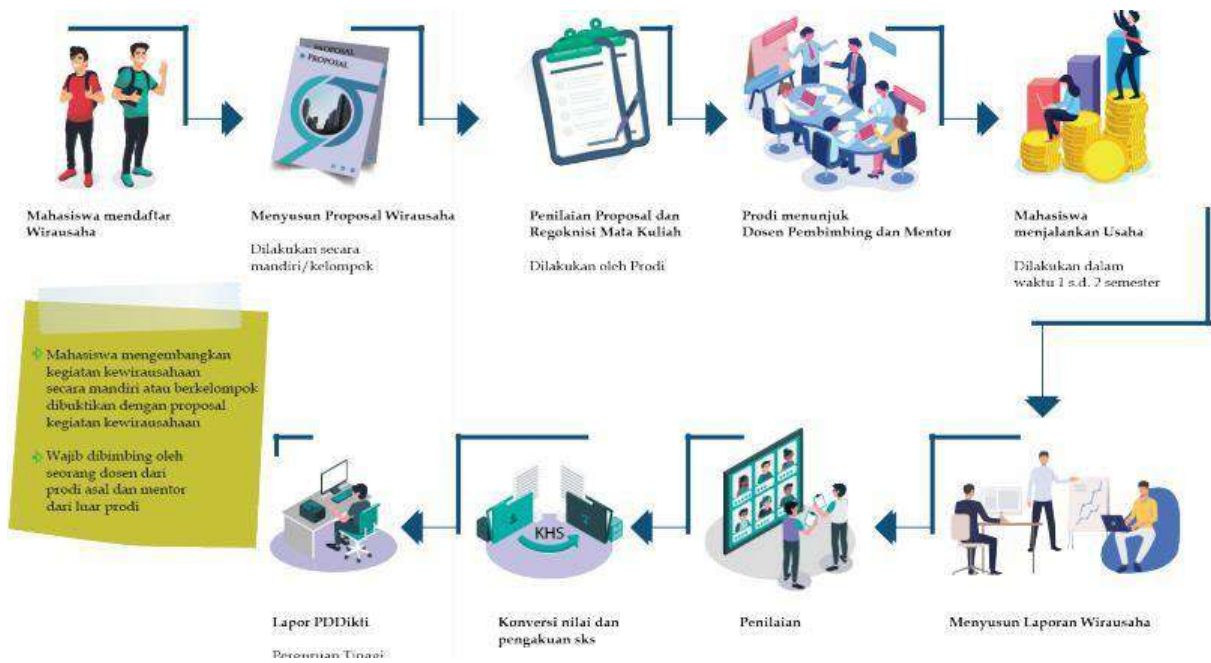 PROPOSAL
PROPOSAL
Mahasiswa mendaftar
Wirausaha
Menyusun Proposal Wirausaha
Dilakukan secara
mandiri/kelompok
Penilaian Proposal dan
Regoknisi Mata Kuliah
Dilakukan oleh Prodi
Prodi menunjuk
Dosen Pembimbing dan Mentor
Mahasiswa
menjalankan Usaha
Dilakukan dalam
waktu 1 s.d. 2 semester
Mahasiswa mengembangkan
kegiatan kewirausahaan
secara mandiri atau berkelompok
dibuktikan dengan proposal
kegiatan kewirausahaan
Wajib dibimbing oleh
seorang dosen dari
prodi asal dan mentor
dari luar prodi
KHS
Lapor PDDikti
Perguruan Tinggi
Konversi nilai dan
pengakuan sks
Penilaian
Menyusun Laporan Wirausaha